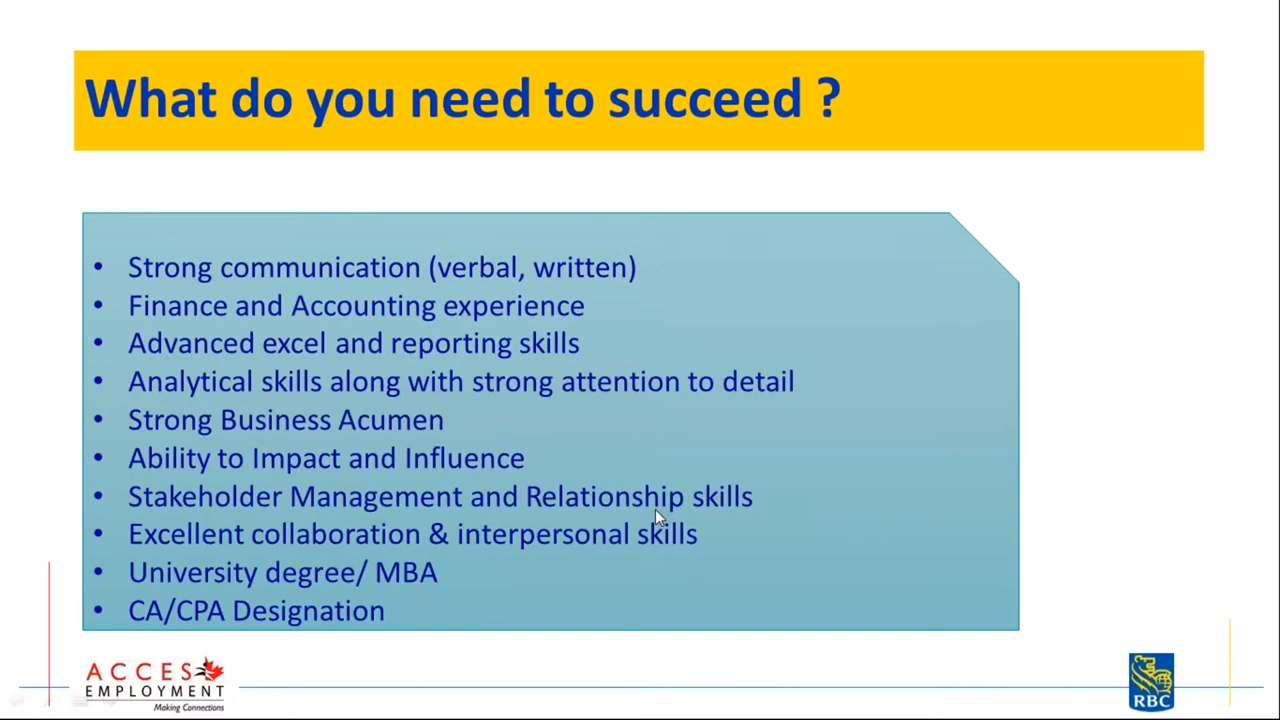 What do you need to succeed ?
• Strong communication (verbal, written)
• Finance and Accounting experience
• Advanced excel and reporting skills
• Analytical skills along with strong attention to detail
• Strong Business Acumen
• Ability to Impact and Influence
• Stakeholder Management and Relationship skills
• Excellent collaboration & interpersonal skills
• University degree/ MBA
• CA/CPA Designation
ACCES
EMPLOYMENT
Making Connections
RBC